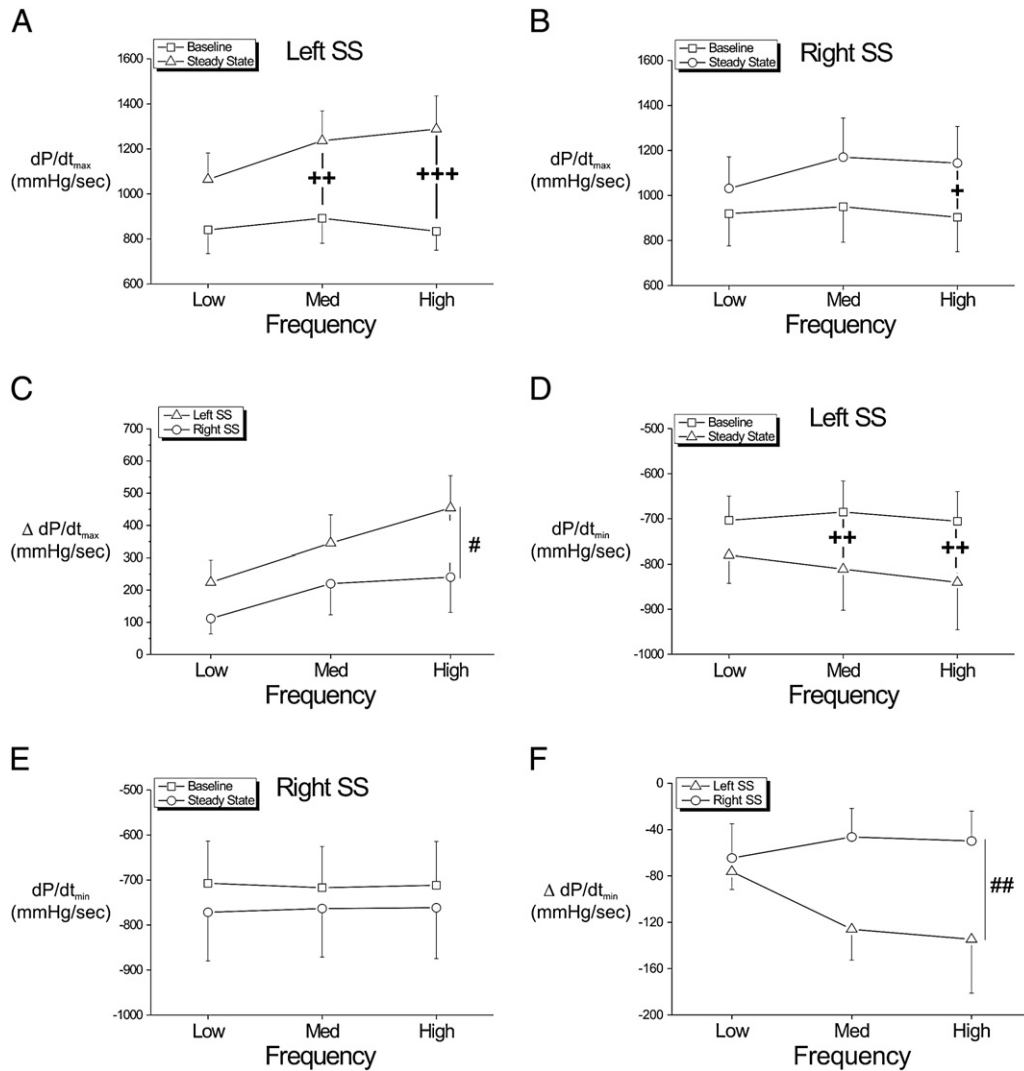 A
Baseline
Steady State
Left SS
1600
1400
1200
1000
800
600
dP/dtmax
(mmHg/sec)
++
+++
Low Med High
Frequency
B
Baseline
Steady State
Right SS
1600
1400
1200
1000
800
600
dP/dtmax
(mmHg/sec)
+
Low Med High
Frequency
C
Left SS
Right SS
700
600
500
400
300
200
100
0
Δ dP/dtmax
(mmHg/sec)
#
Low Med High
Frequency
D
Baseline
Steady State
Left SS
-500
-600
-700
-800
-900
-1000
dP/dtmin
(mmHg/sec)
++
++
Low Med High
Frequency
E
Baseline
Steady State
Right SS
-500
-600
-700
-800
-900
-1000
dP/dtmin
(mmHg/sec)
Low Med High
Frequency
F
Left SS
Right SS
0
-40
-80
-120
-160
-200
Δ dP/dtmin
(mmHg/sec)
##
Low Med High
Frequency